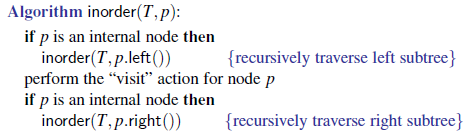 Algorithm inorder(T, p):
if p is an internal node then
inorder(T, p.left()) {recursively traverse left subtree}
perform the “visit” action for node p
if p is an internal node then
inorder(T, p.right()) {recursively traverse right subtree}